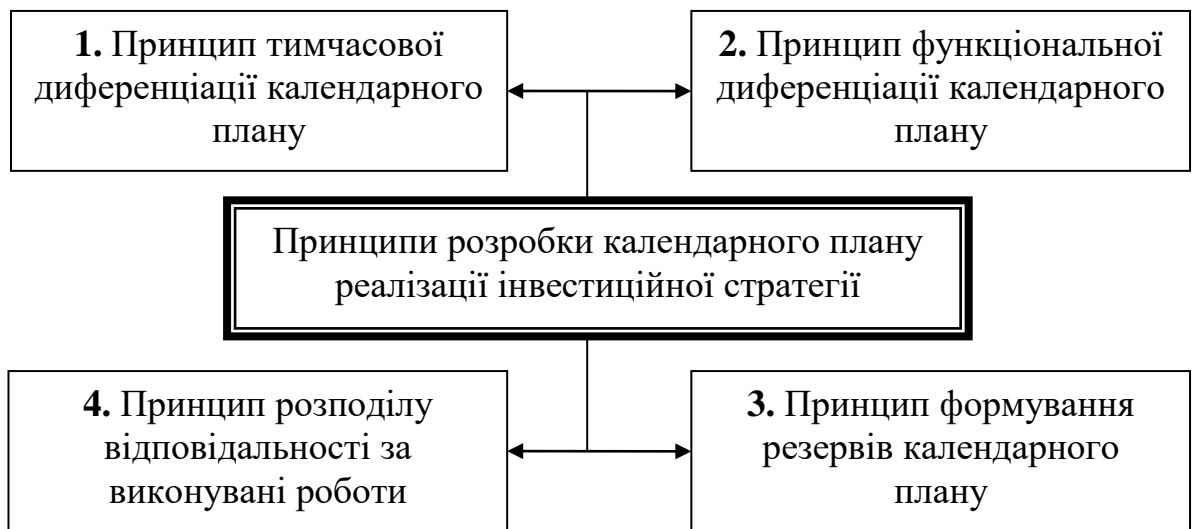 1. Принцип тимчасової
диференціації календарного
плану
2. Принцип функціональної
диференціації календарного
плану
Принципи розробки календарного плану
реалізації інвестиційної стратегії
4. Принцип розподілу
відповідальності за
виконувані роботи
3. Принцип формування
резервів календарного
плану